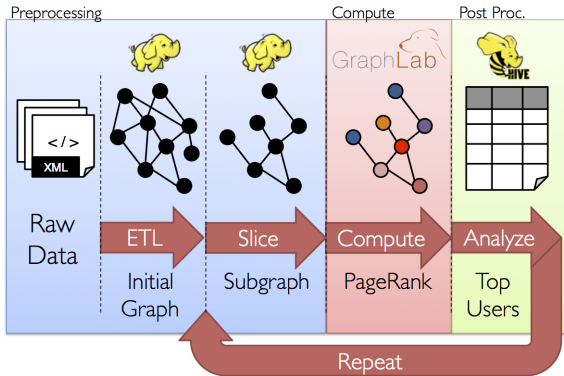 Preprocessing
Compute
Post Proc.
GraphLab
HIVE
< / >
XML
Raw
Data
ETL
Slice
Compute
Analyze
Initial
Graph
Subgraph
PageRank
Top
Users
Repeat